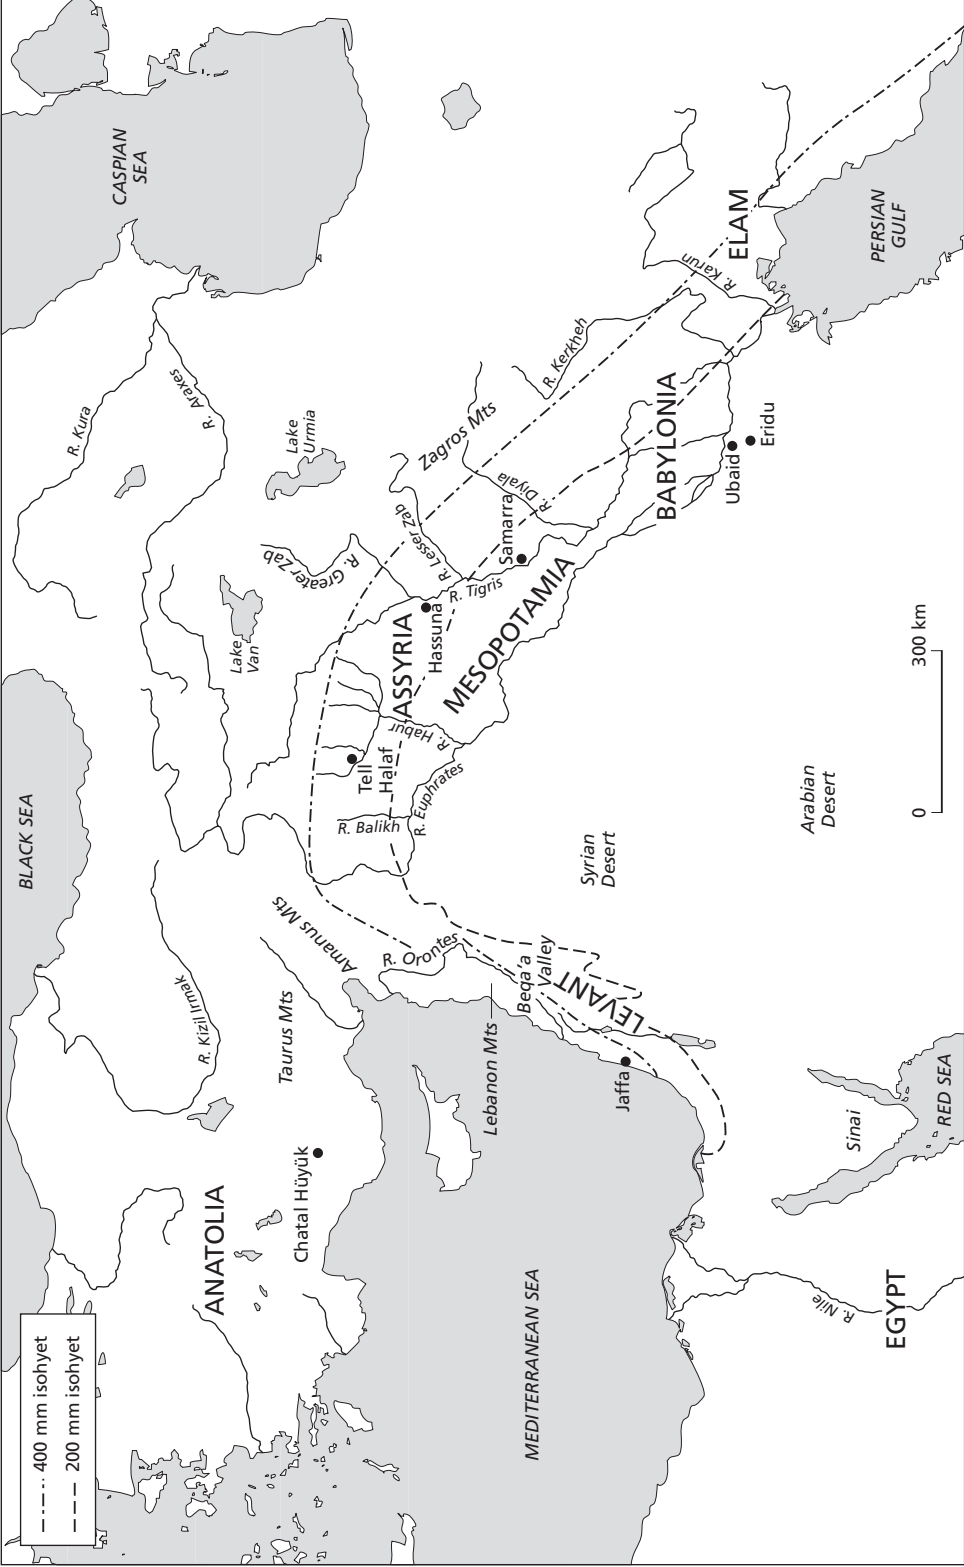 400 mm isohyet
200 mm isohyet
BLACK SEA
CASPIAN
SEA
R. Kura
R. Araxes
R. Kizil Irmak
ANATOLIA
Chatal Hüyük
Taurus Mts
Amanus Mts
Lake
Van
Lake
Urmia
R. Greater Zab
R. Lesser Zab
Zagros Mts
R. Kerkheh
R. Diyala
R. Karun
ELAM
R. Balikh
Tell
Halaf
R. Habur
R. Euphrates
ASSYRIA
Hassuna
R. Tigris
Samarra
MESOPOTAMIA
BABYLONIA
Ubaid
Eridu
PERSIAN
GULF
R. Orontes
Lebanon Mts
Beqa'a
Valley
LEVANT
Jaffa
Syrian
Desert
Arabian
Desert
MEDITERRANEAN SEA
Sinai
RED SEA
R. Nile
EGYPT
0
300 km